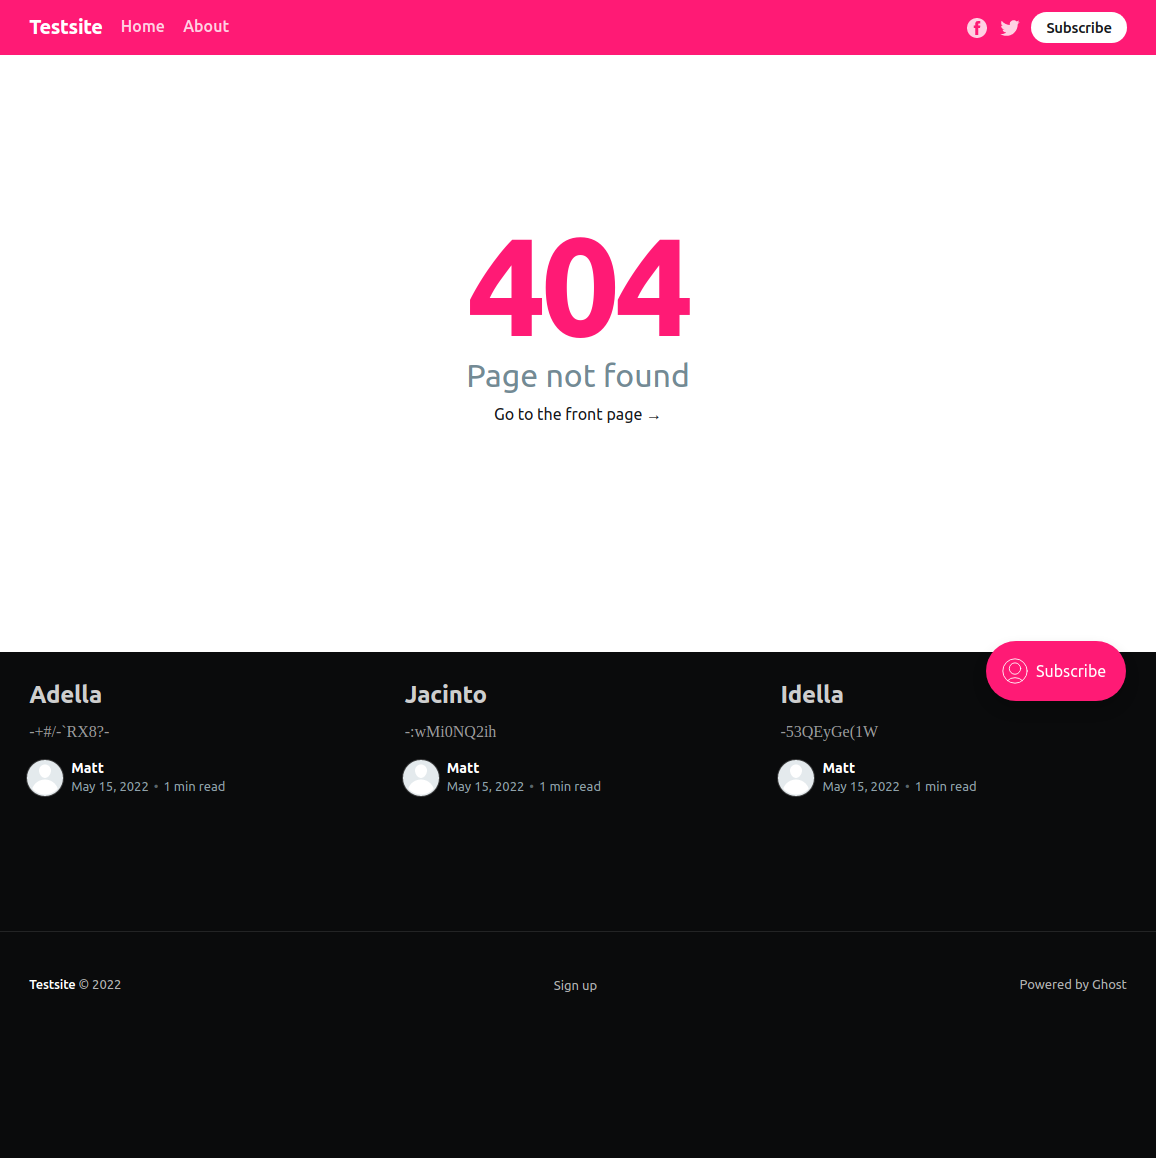 Testsite Home About Subscribe
404
Page not found
Go to the front page →
Subscribe
Adella
-+#/-`RX8?-
Matt
May 15, 2022 • 1 min read
Jacinto
-:wMi0NQ2ih
Matt
May 15, 2022 • 1 min read
Idella
-53QEyGe(1W
Matt
May 15, 2022 • 1 min read
Testsite © 2022
Sign up
Powered by Ghost